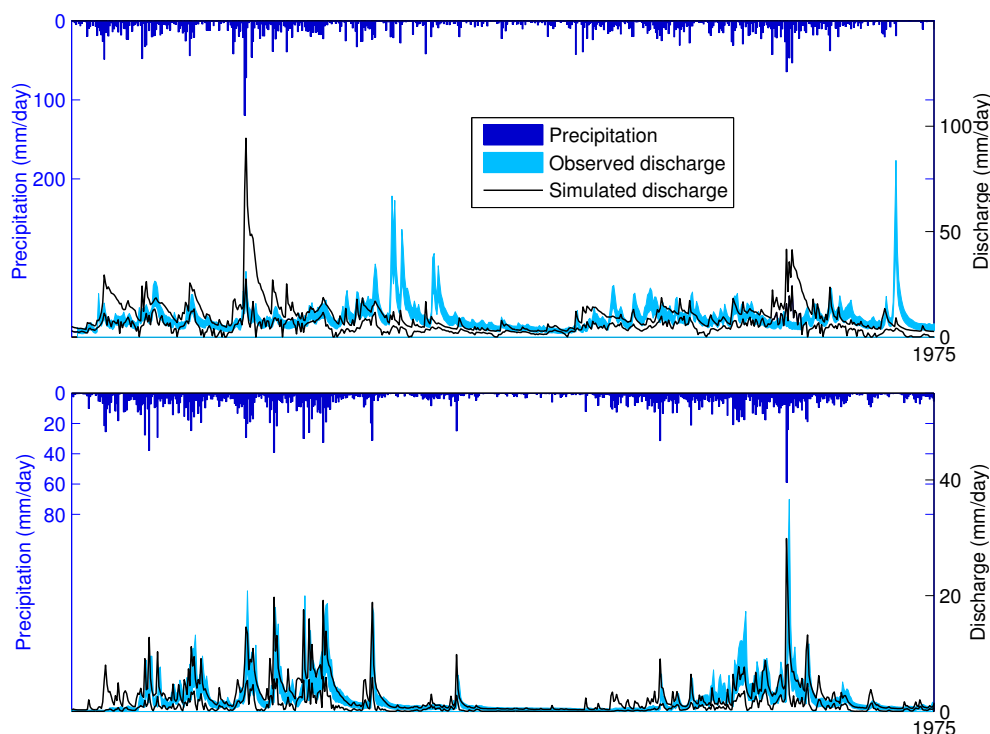 0
100
200
Precipitation (mm/day)
100
50
0
Discharge (mm/day)
Precipitation
Observed discharge
Simulated discharge
1975
0
20
40
60
80
Precipitation (mm/day)
40
20
0
Discharge (mm/day)
1975